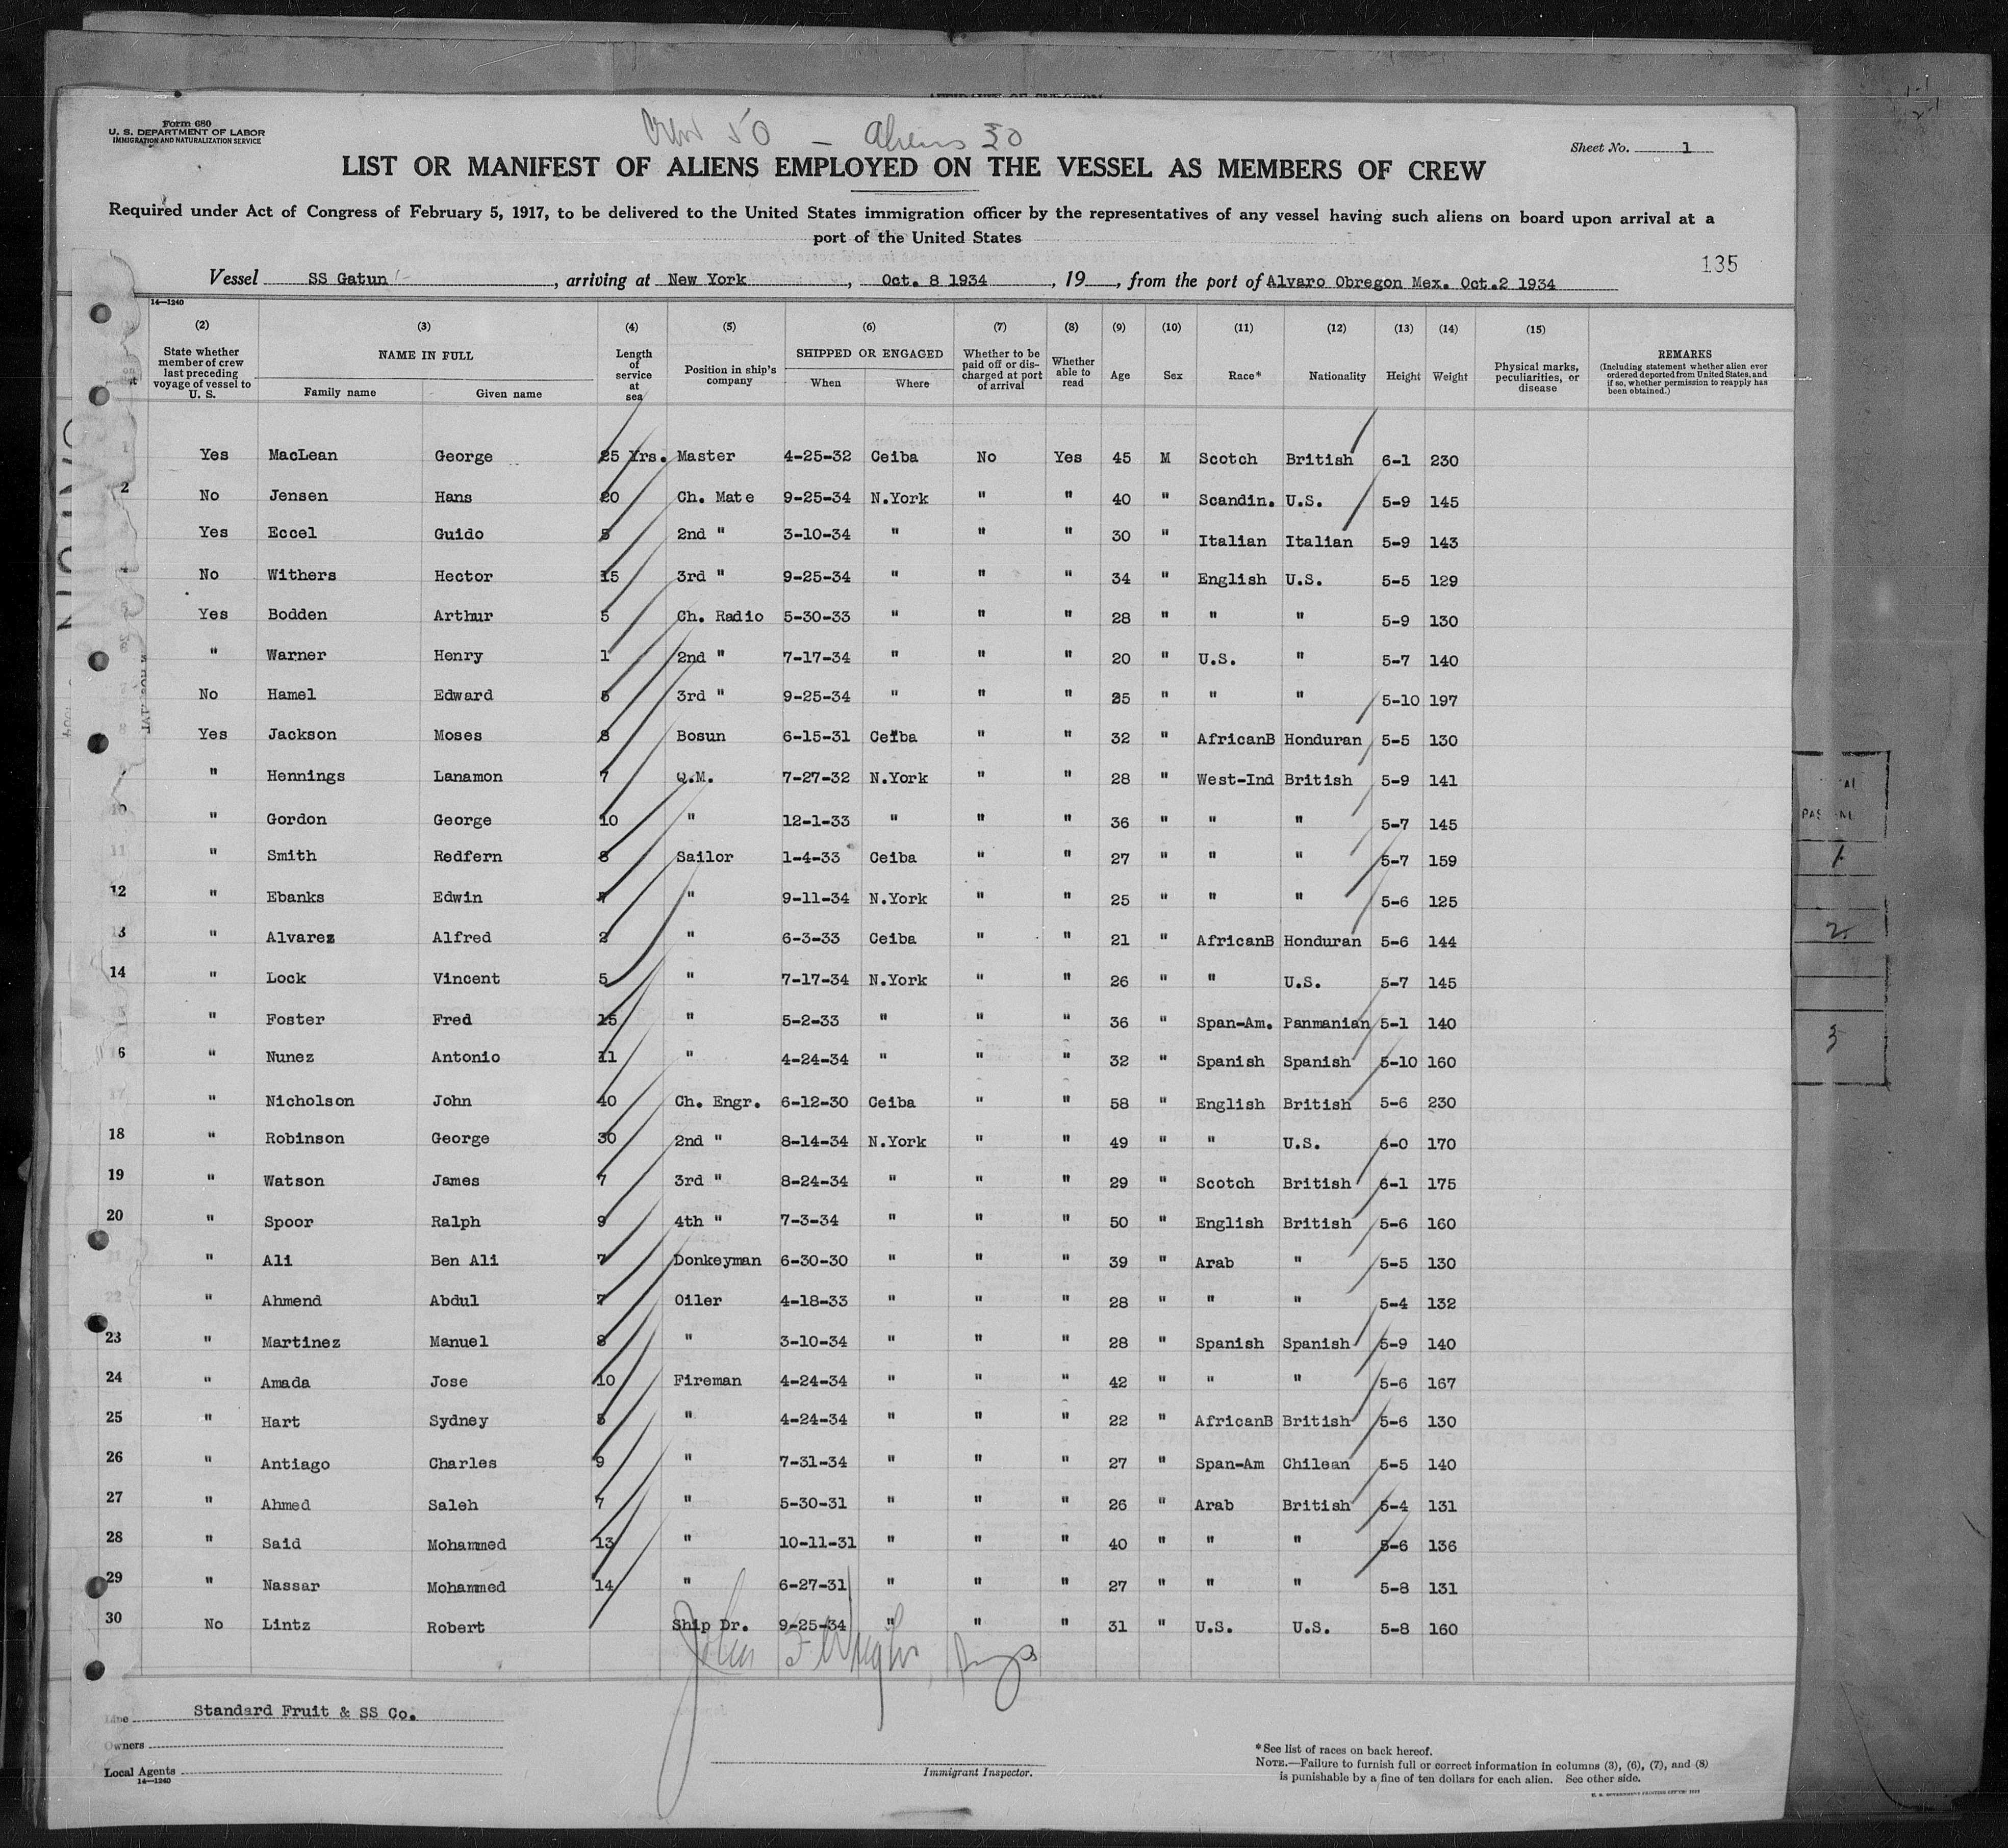 Crew 50 - Aliens 30
Form 680
U. S. DEPARTMENT OF LABOR
IMMIGRATION AND NATURALIZATION SERVICE
Sheet No. 1
LIST OR MANIFEST OF ALIENS EMPLOYED ON THE VESSEL AS MEMBERS OF CREW
Required under Act of Congress of February 5, 1917, to be delivered to the United States immigration officer by the representatives of any vessel having such aliens on board upon arrival at a
port of the United States
135
Vessel SS Gatun, arriving at New York, Oct. 8 1934, 19, from the port of Alvaro Obregon Mex. Oct.2 1934
14—1240
(2) (3) (4) (5) (6) (7) (8) (9) (10) (11) (12) (13) (14) (15)
State whether member of crew last preceding voyage of vessel to U. S. NAME IN FULL Family name Given name Length of service at sea Position in ship's company SHIPPED OR ENGAGED When Where Whether to be paid off or discharged at port of arrival Whether able to read Age Sex Race* Nationality Height Weight Physical marks, peculiarities, or disease REMARKS (Including statement whether alien ever ordered deported from United States, and if so, whether permission to reapply has been obtained.)
1 Yes MacLean George 25 Yrs. Master 4-25-32 Ceiba No Yes 45 M Scotch British 6-1 230
2 No Jensen Hans 20 Ch. Mate 9-25-34 N.York " " 40 " Scandin. U.S. 5-9 145
Yes Eccel Guido 5 2nd " 3-10-34 " " " 30 " Italian Italian 5-9 143
4 No Withers Hector 15 3rd " 9-25-34 " " " 34 " English U.S. 5-5 129
5 Yes Bodden Arthur 5 Ch. Radio 5-30-33 " " " 28 " " " 5-9 130
" Warner Henry 1 2nd " 7-17-34 " " " 20 " U.S. " 5-7 140
No Hamel Edward 5 3rd " 9-25-34 " " " 25 " " " 5-10 197
8 Yes Jackson Moses 8 Bosun 6-15-31 Ceiba " " 32 " AfricanB Honduran 5-5 130
" Hennings Lanamon 7 Q.M. 7-27-32 N.York " " 28 " West-Ind British 5-9 141
10 " Gordon George 10 " 12-1-33 " " " 36 " " " 5-7 145
11 " Smith Redfern 8 Sailor 1-4-33 Ceiba " " 27 " " " 5-7 159
12 " Ebanks Edwin 7 " 9-11-34 N.York " " 25 " " " 5-6 125
13 " Alvarez Alfred 2 " 6-3-33 Ceiba " " 21 " AfricanB Honduran 5-6 144
14 " Lock Vincent 5 " 7-17-34 N.York " " 26 " " U.S. 5-7 145
5 " Foster Fred 15 " 5-2-33 " " " 36 " Span-Am. Panmanian 5-1 140
6 " Nunez Antonio 11 " 4-24-34 " " " 32 " Spanish Spanish 5-10 160
17 " Nicholson John 40 Ch. Engr. 6-12-30 Ceiba " " 58 " English British 5-6 230
18 " Robinson George 30 2nd " 8-14-34 N.York " " 49 " " U.S. 6-0 170
19 " Watson James 7 3rd " 8-24-34 " " " 29 " Scotch British 6-1 175
20 " Spoor Ralph 9 4th " 7-3-34 " " " 50 " English British 5-6 160
21 " Ali Ben Ali 7 Donkeyman 6-30-30 " " " 39 " Arab " 5-5 130
22 " Ahmend Abdul 7 Oiler 4-18-33 " " " 28 " " " 5-4 132
23 " Martinez Manuel 8 " 3-10-34 " " " 28 " Spanish Spanish 5-9 140
24 " Amada Jose 10 Fireman 4-24-34 " " " 42 " " " 5-6 167
25 " Hart Sydney 5 " 4-24-34 " " " 22 " AfricanB British 5-6 130
26 " Antiago Charles 9 " 7-31-34 " " " 27 " Span-Am Chilean 5-5 140
27 " Ahmed Saleh 7 " 5-30-31 " " " 26 " Arab British 5-4 131
28 " Said Mohammed 13 " 10-11-31 " " " 40 " " " 5-6 136
29 " Nassar Mohammed 14 " 6-27-31 " " " 27 " " " 5-8 131
30 No Lintz Robert Ship Dr. 9-25-34 " " " 31 " U.S. U.S. 5-8 160
John F Wright
Line Standard Fruit & SS Co.
Owners
Local Agents
14—1240
Immigrant Inspector.
*See list of races on back hereof.
NOTE.—Failure to furnish full or correct information in columns (3), (6), (7), and (8)
is punishable by a fine of ten dollars for each alien. See other side.